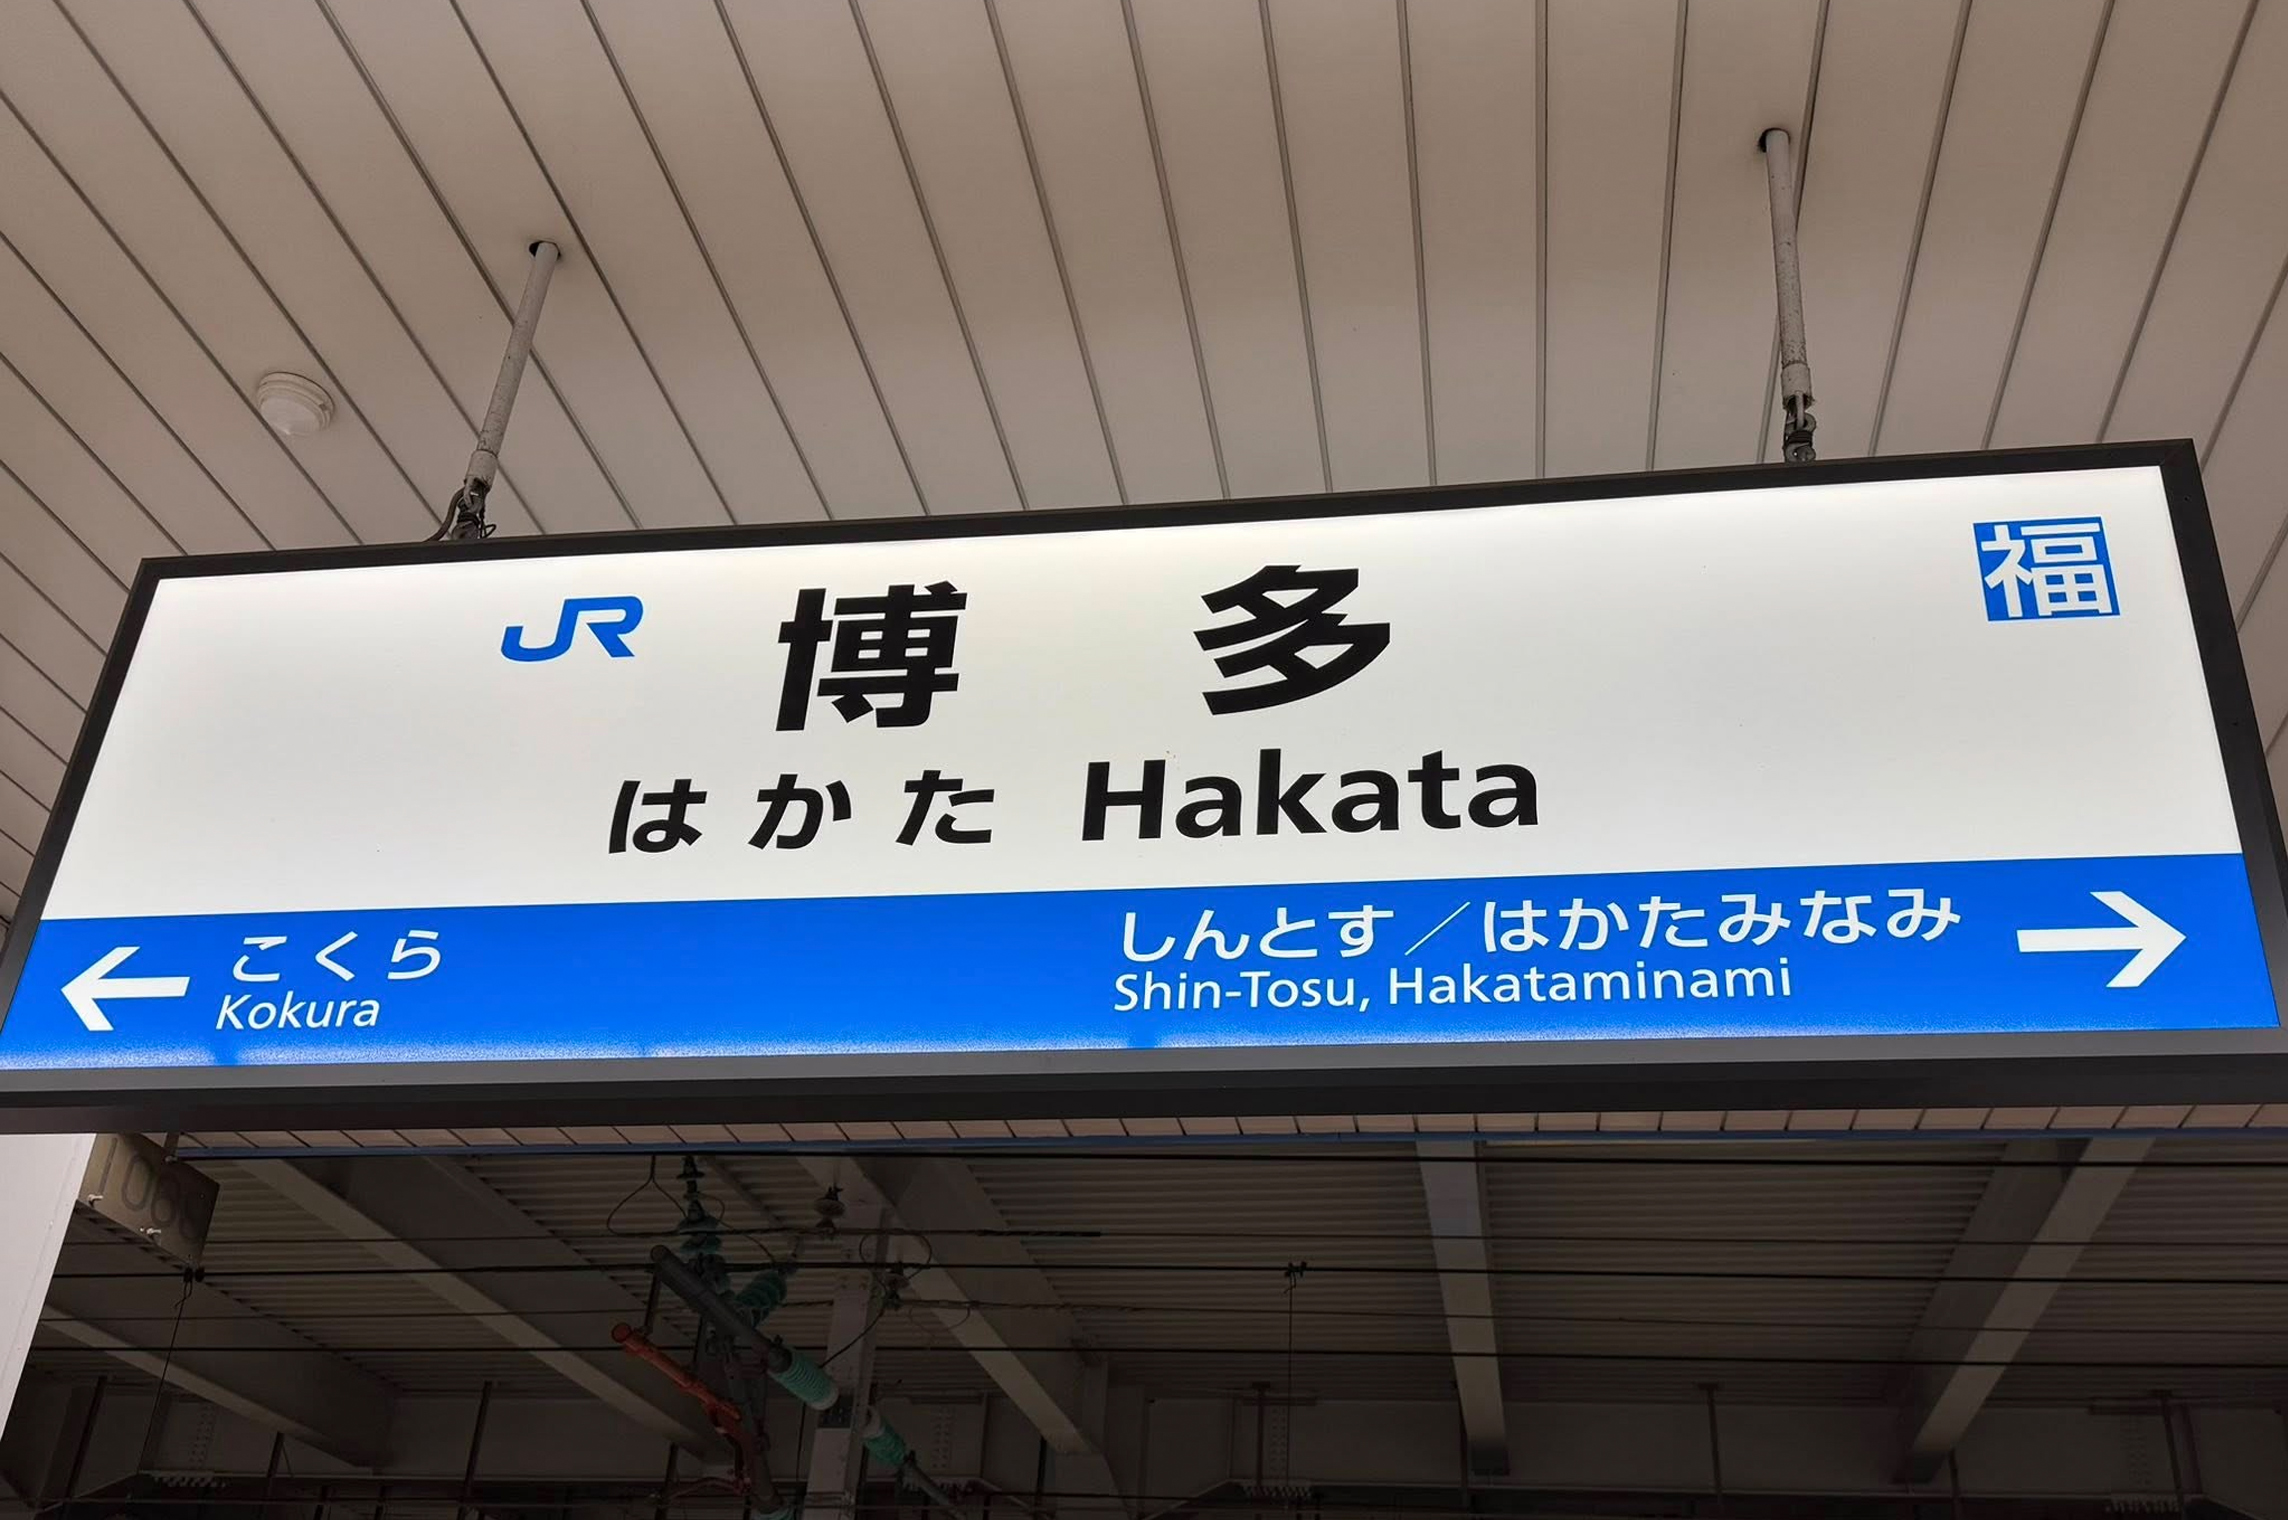 JR 博多 福
はかた Hakata
← こくら
Kokura
しんとす／はかたみなみ →
Shin-Tosu, Hakataminami